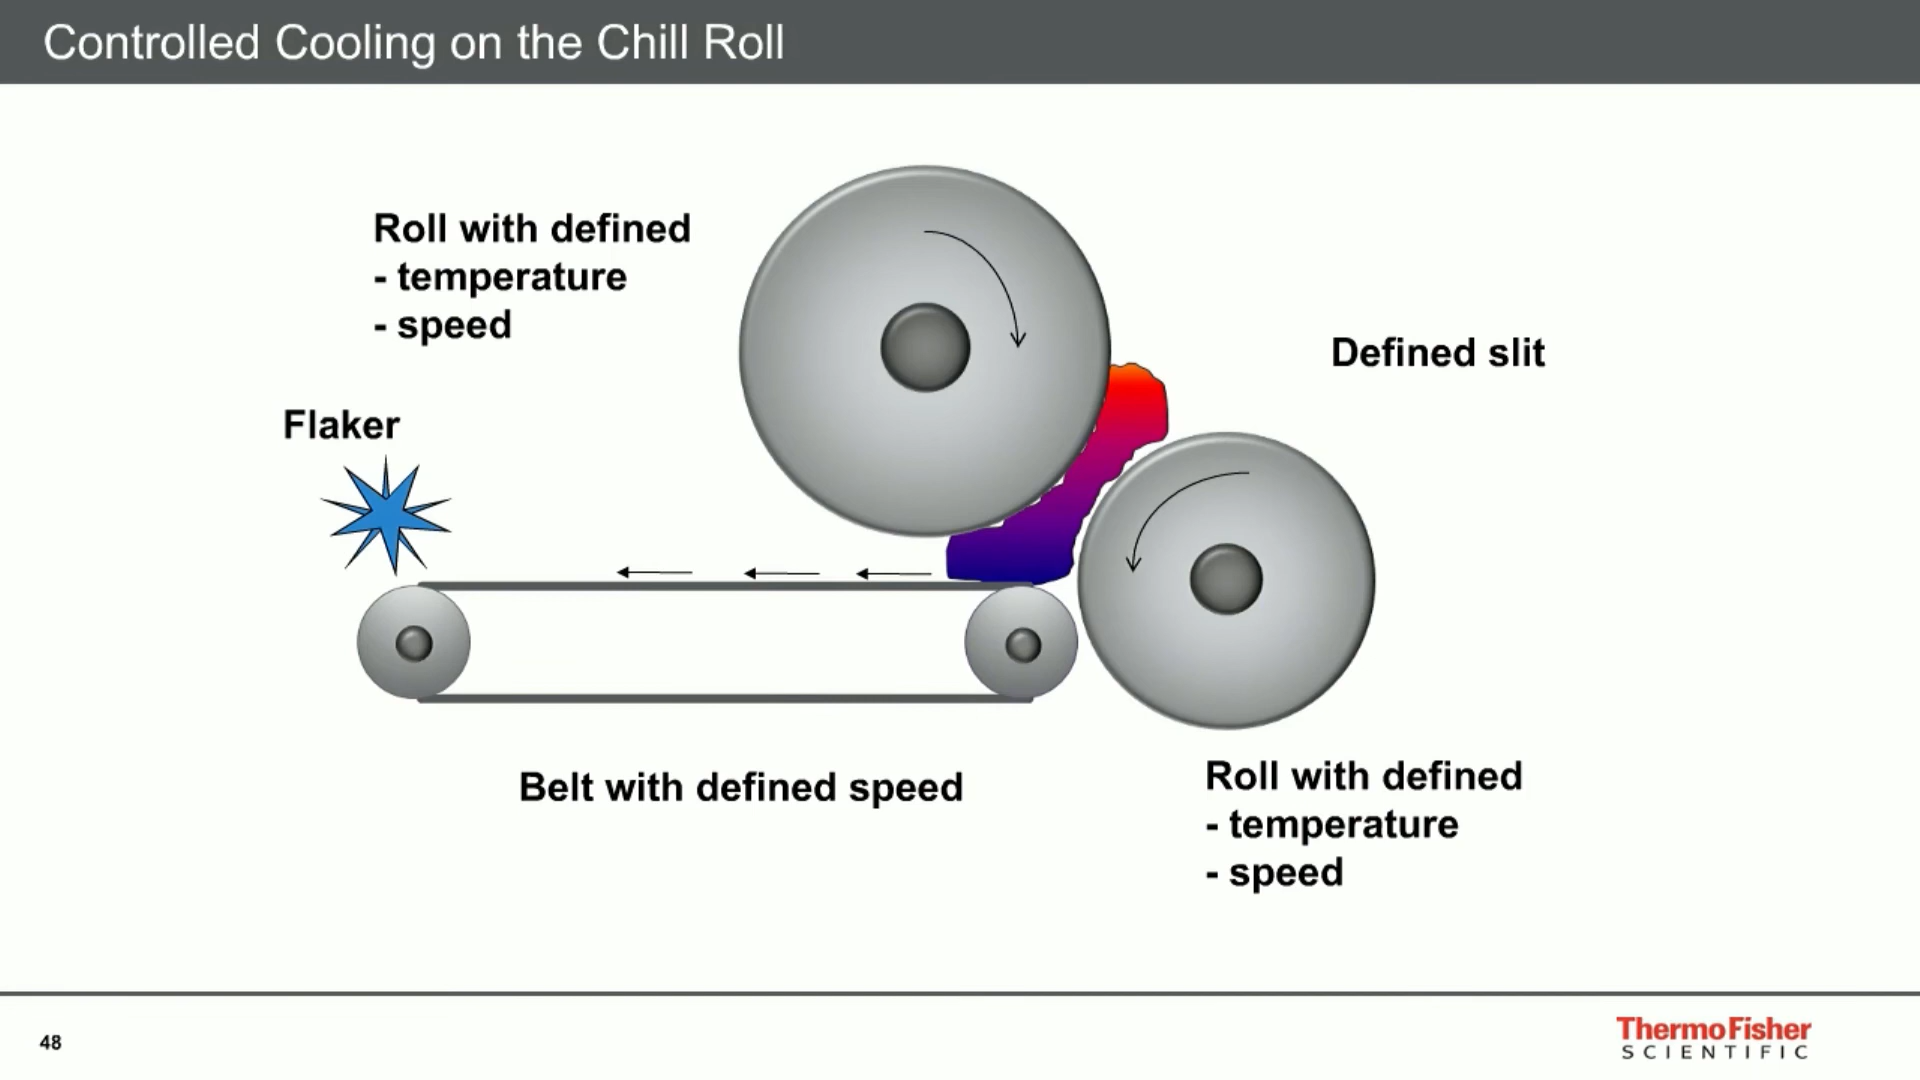 Controlled Cooling on the Chill Roll
Roll with defined
- temperature
- speed
Defined slit
Flaker
Belt with defined speed
Roll with defined
- temperature
- speed
48
ThermoFisher
SCIENTIFIC